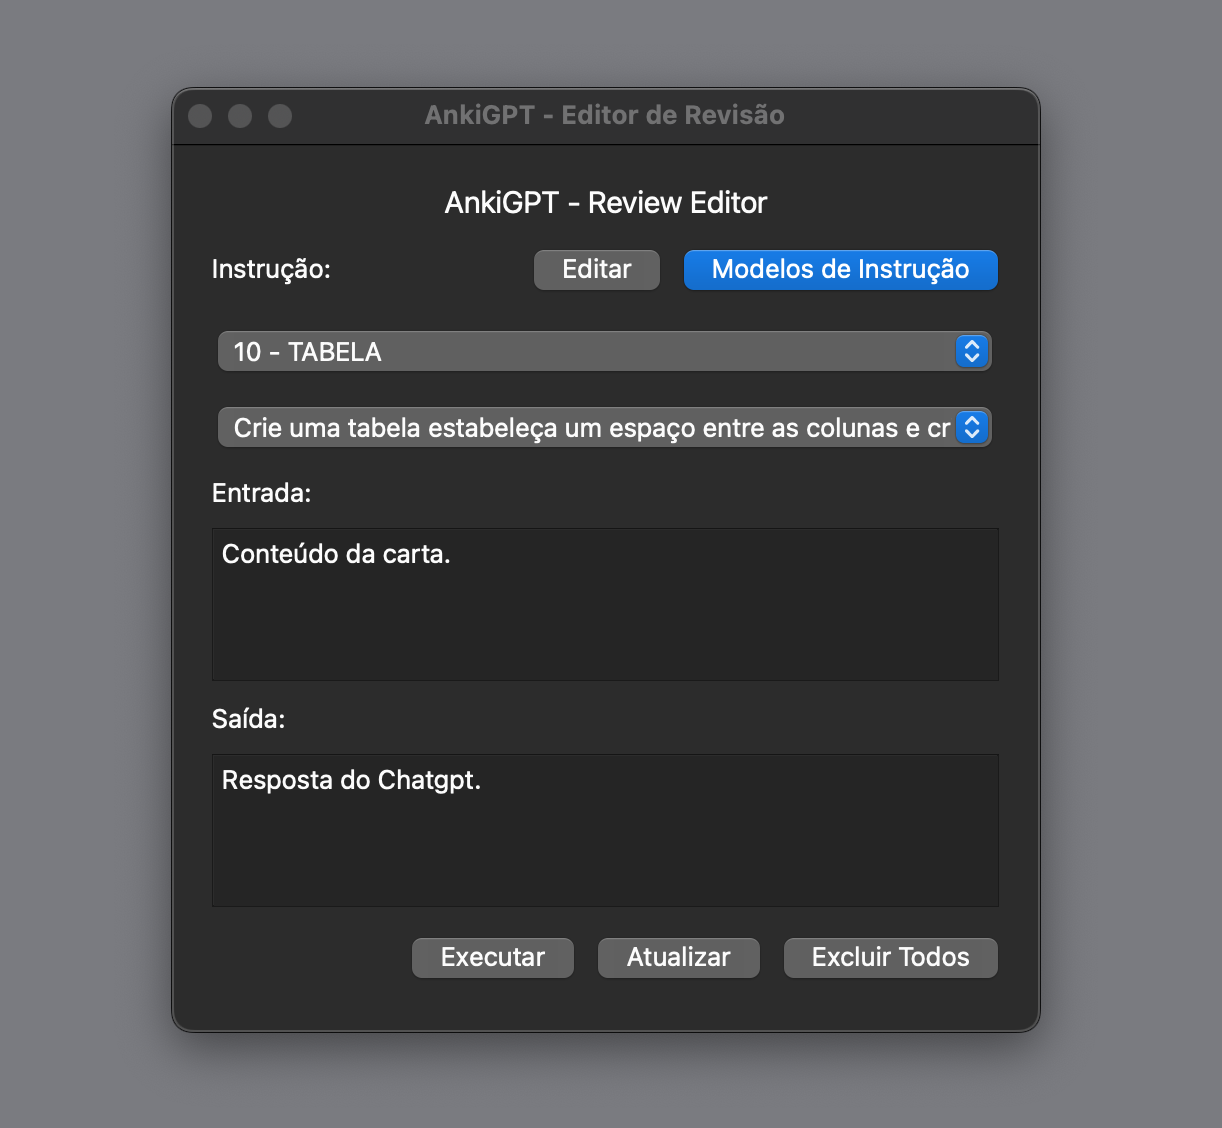 AnkiGPT - Editor de Revisão
AnkiGPT - Review Editor
Instrução:
Editar
Modelos de Instrução
10 - TABELA
Crie uma tabela estabeleça um espaço entre as colunas e cr
Entrada:
Conteúdo da carta.
Saída:
Resposta do Chatgpt.
Executar
Atualizar
Excluir Todos